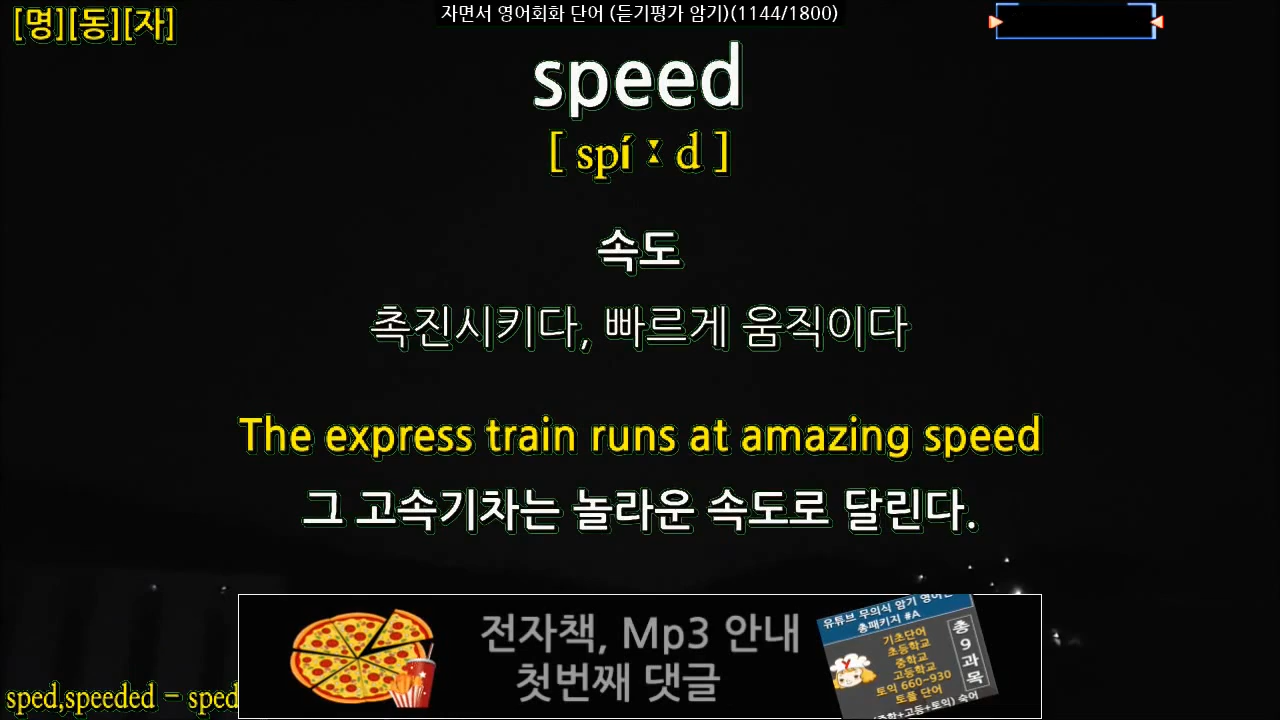 [명][동][자]
자면서 영어회화 단어 (듣기평가 암기)(1144/1800)
speed
[ spí ː d ]
속도
촉진시키다, 빠르게 움직이다
The express train runs at amazing speed
그 고속기차는 놀라운 속도로 달린다.
전자책, Mp3 안내
첫번째 댓글
유튜브 무의식 암기
총패키지 #A
기초단어
초등학교
중학교
고등학교
토익 660~930
토플 단어
총
9
과
목
sped,speeded - sped